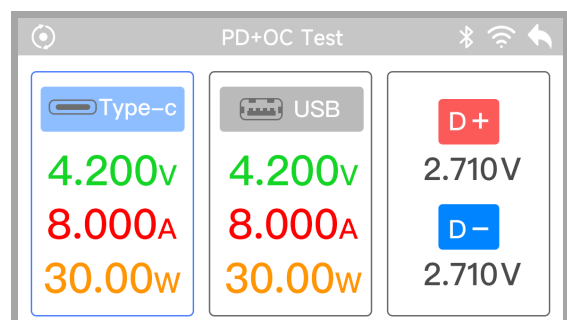 PD+OC Test
Type-c
4.200V
8.000A
30.00W
USB
4.200V
8.000A
30.00W
D+
2.710V
D-
2.710V